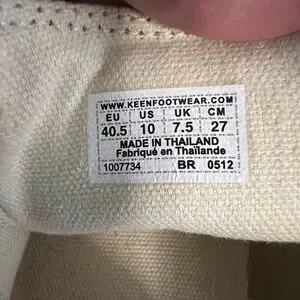 WWW.KEENFOOTWEAR.COM
EU US UK CM
40.5 10 7.5 27
MADE IN THAILAND
Fabriqué en Thaïlande
1007734 BR 0512